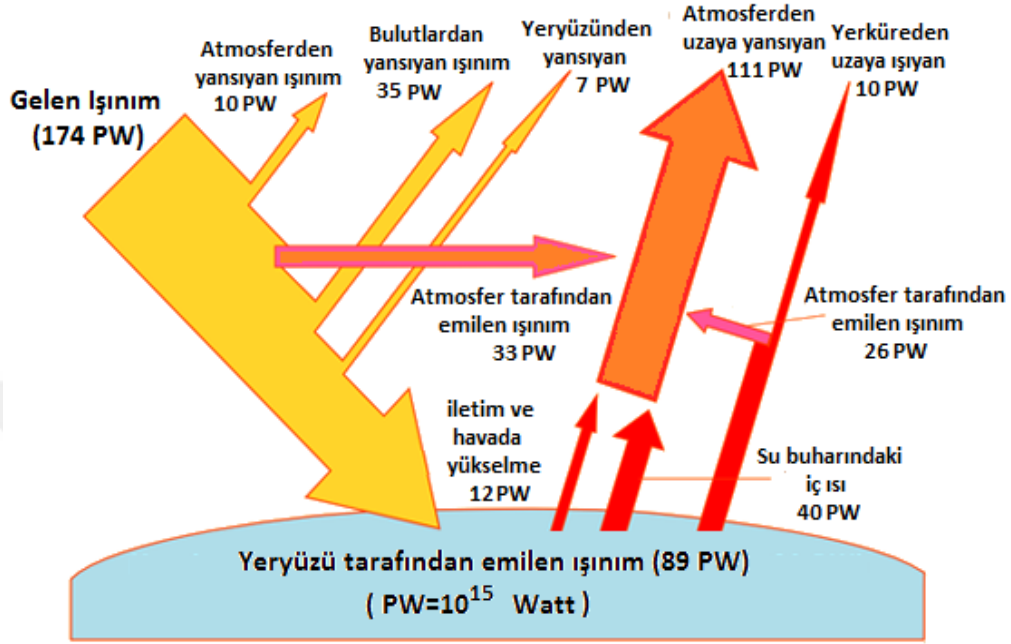 Gelen Işınım
(174 PW)
Atmosferden
yansıyan ışınım
10 PW
Bulutlardan
yansıyan ışınım
35 PW
Yeryüzünden
yansıyan
7 PW
Atmosferden
uzaya yansıyan
111 PW
Yerküreden
uzaya ışıyan
10 PW
Atmosfer tarafından
emilen ışınım
33 PW
Atmosfer tarafından
emilen ışınım
26 PW
iletim ve
havada
yükselme
12 PW
Su buharındaki
iç ısı
40 PW
Yeryüzü tarafından emilen ışınım (89 PW)
( PW=10¹⁵ Watt )